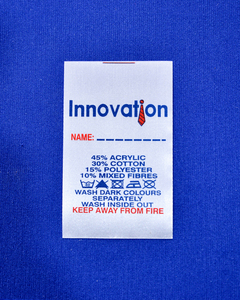 Innovation
NAME: _ _ _ _ _ _ _ _
45% ACRYLIC
30% COTTON
15% POLYESTER
10% MIXED FIBRES
WASH DARK COLOURS
SEPARATELY
WASH INSIDE OUT
KEEP AWAY FROM FIRE